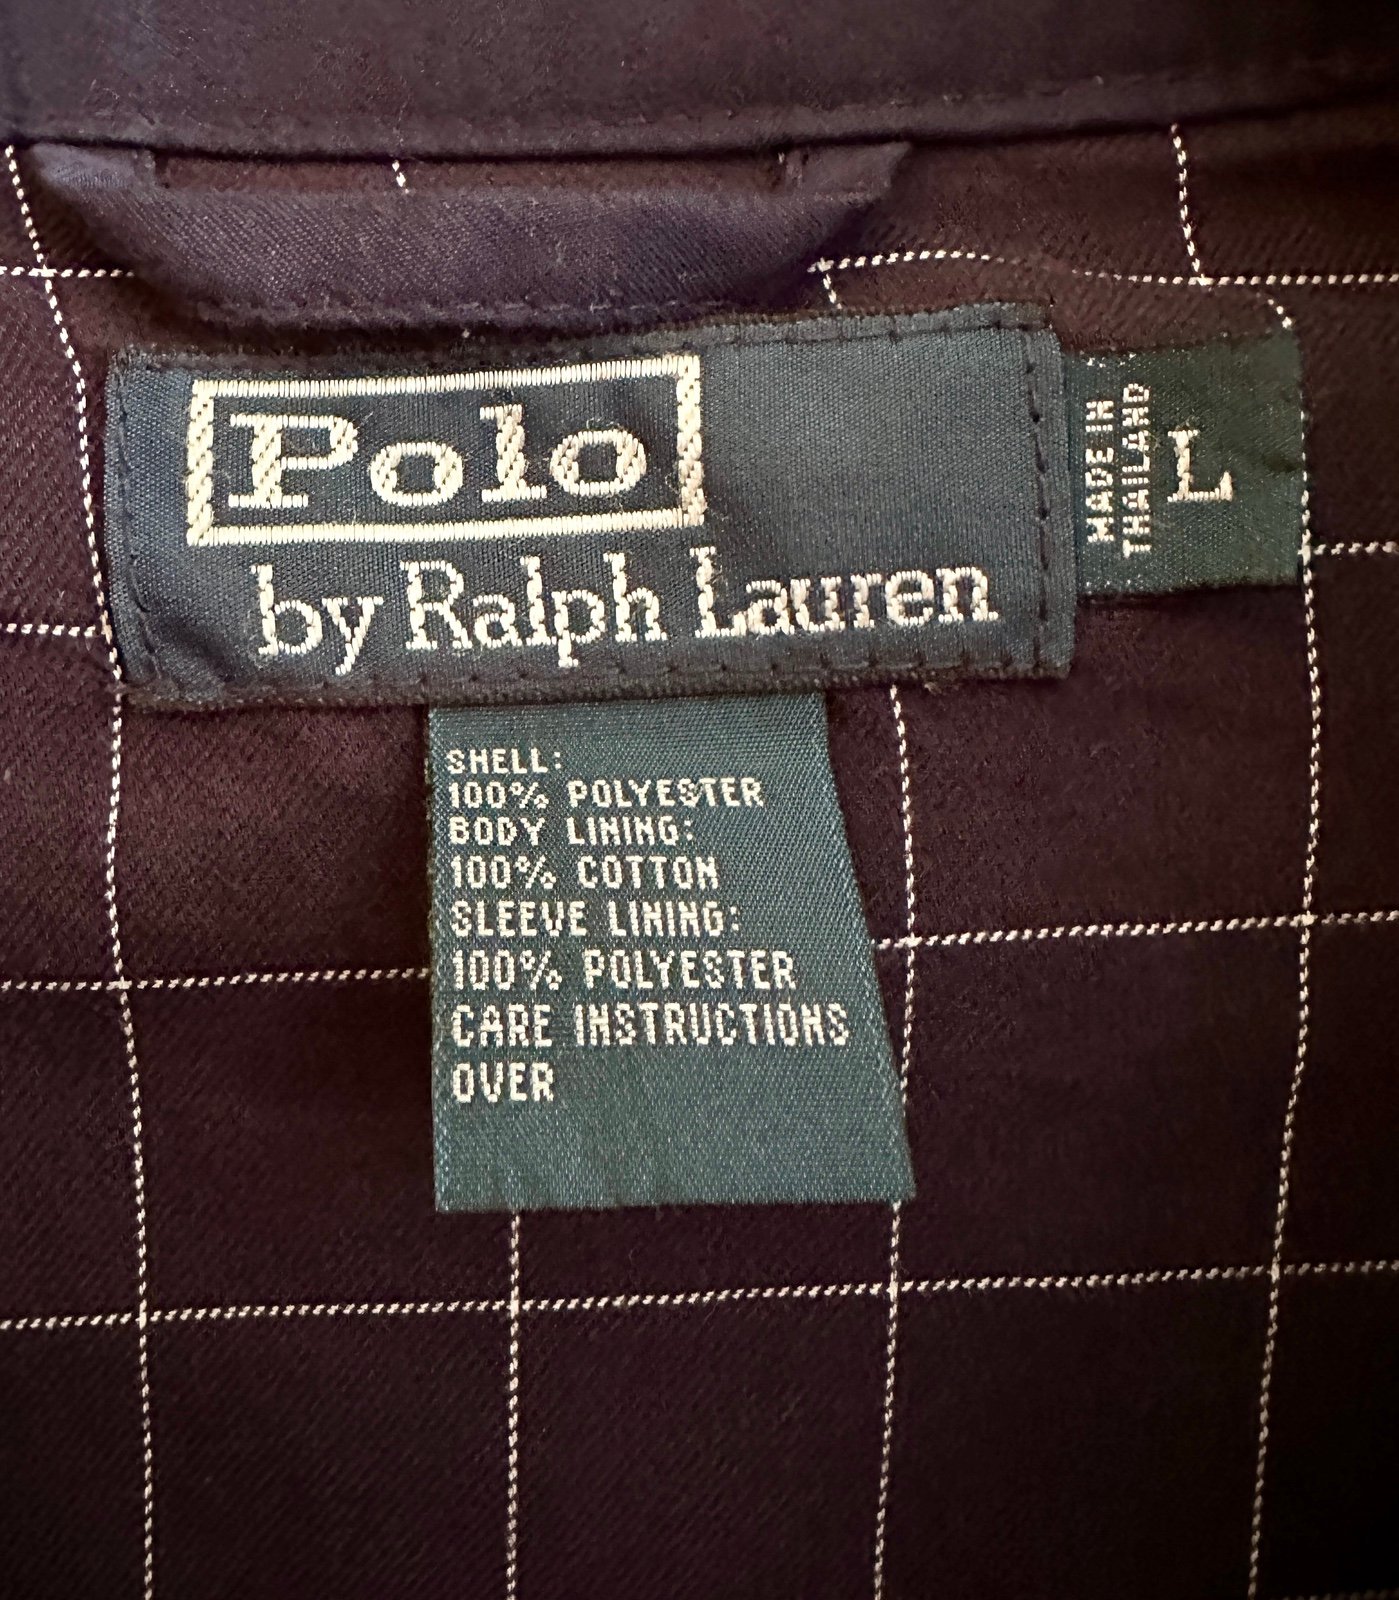 Polo
by Ralph Lauren
MADE IN
THAILAND
L
SHELL:
100% POLYESTER
BODY LINING:
100% COTTON
SLEEVE LINING:
100% POLYESTER
CARE INSTRUCTIONS
OVER